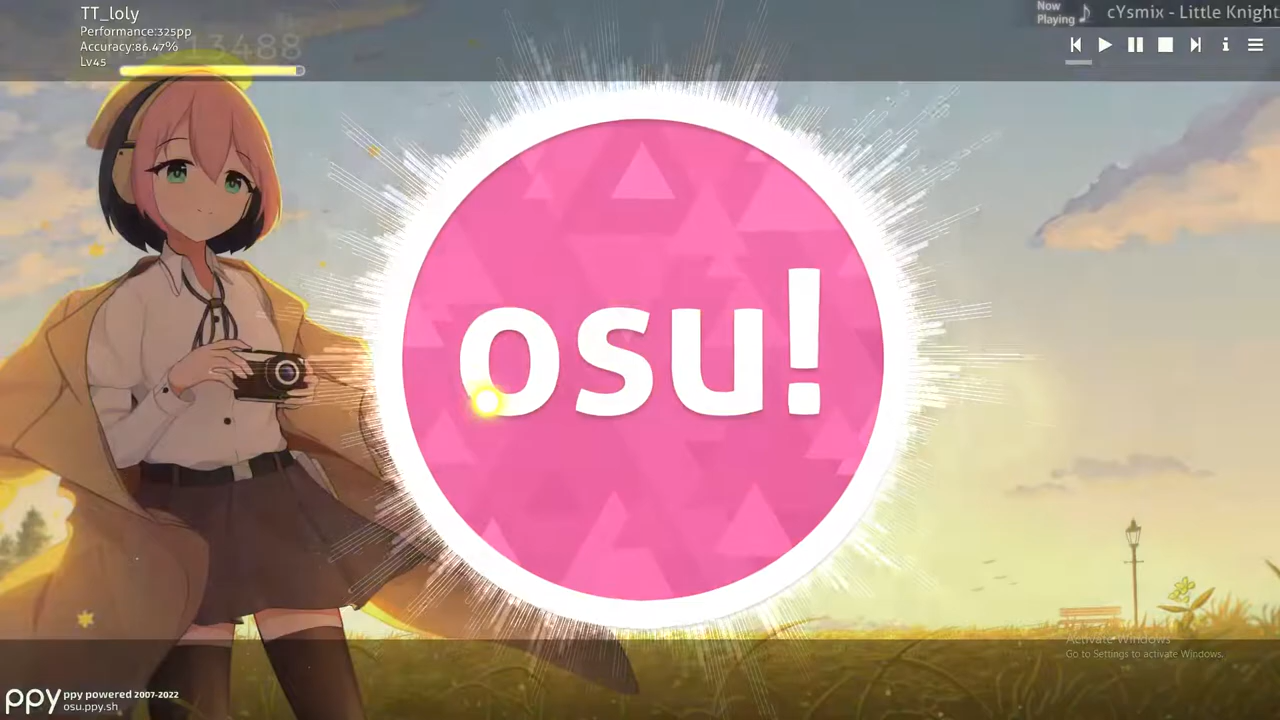 TT_loly
Performance:325pp
Accuracy:86.47%
Lv45
13488
Now
Playing
cYsmix - Little Knight
osu!
Activate Windows
Go to Settings to activate Windows.
ppy
ppy powered 2007-2022
osu.ppy.sh